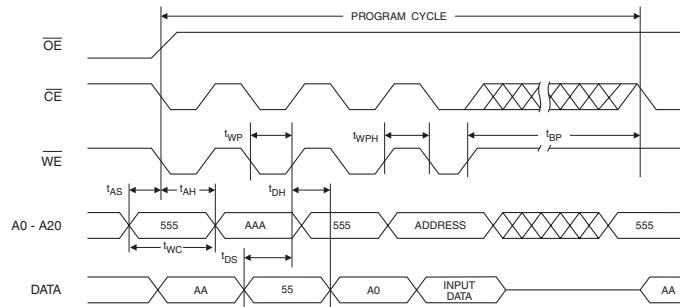 PROGRAM CYCLE
OE
CE
tWP tWPH tBP
WE
tAS tAH tDH
A0 - A20 555 AAA 555 ADDRESS 555
tWC
tDS
DATA AA 55 A0 INPUT DATA AA